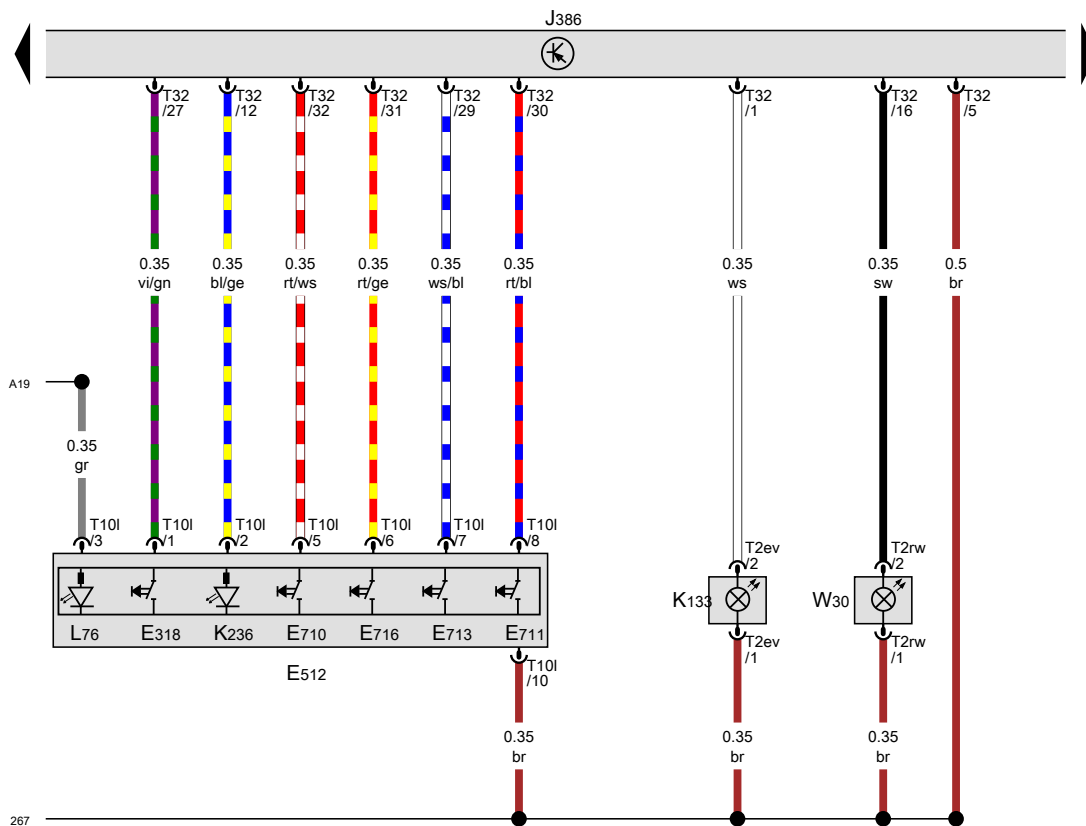 J386
T32 T32 T32 T32 T32 T32 T32 T32 T32
/27 /12 /32 /31 /29 /30 /1 /16 /5
0.35 0.35 0.35 0.35 0.35 0.35 0.35 0.35 0.5
vi/gn bl/ge rt/ws rt/ge ws/bl rt/bl ws sw br
A19
0.35
gr
T10l T10l T10l T10l T10l T10l T10l
/3 /1 /2 /5 /6 /7 /8
T2ev T2rw
/2 /2
K133 W30
L76 E318 K236 E710 E716 E713 E711
T2ev T2rw
/1 /1
E512
T10l
/10
0.35 0.35 0.35
br br br
267